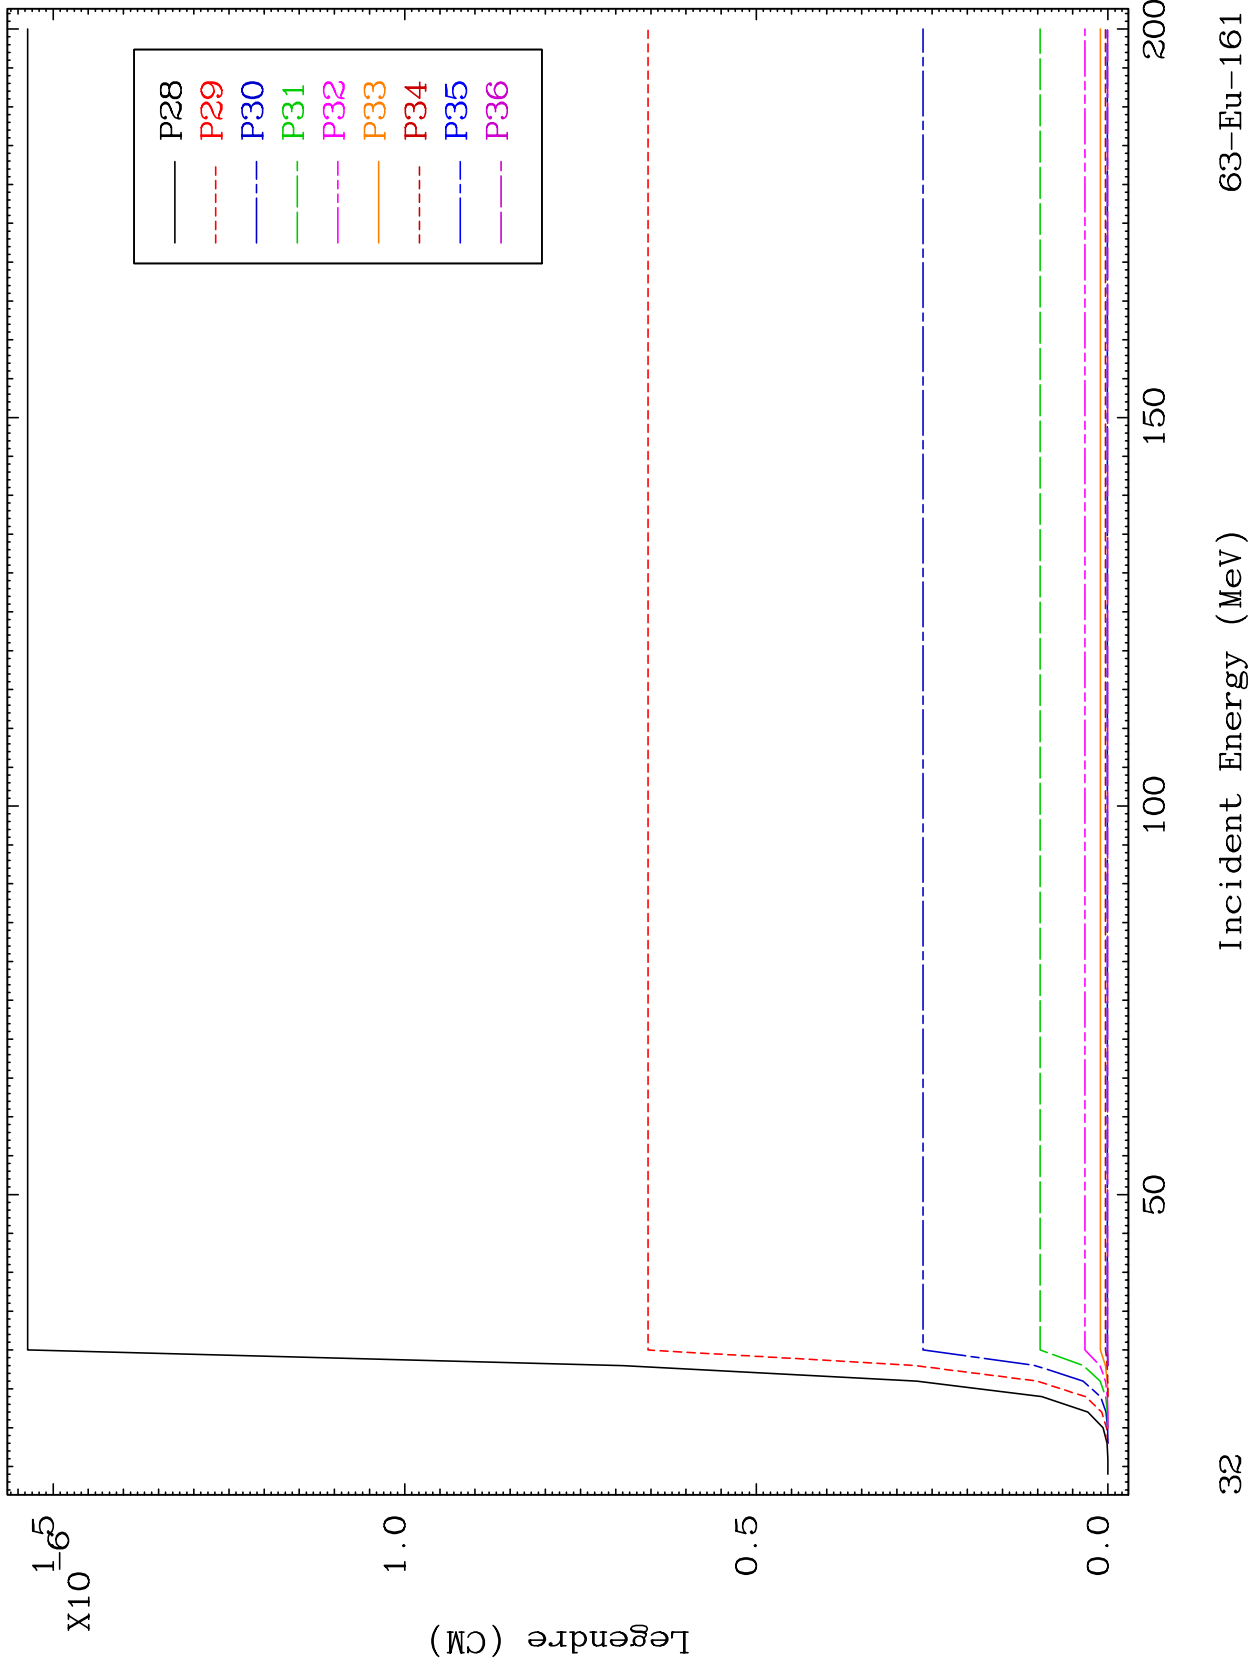 X10
-6
1.5
1.0
0.5
0.0
Legendre (CM)
P28
P29
P30
P31
P32
P33
P34
P35
P36
50
100
150
200
Incident Energy (MeV)
32
63-Eu-161